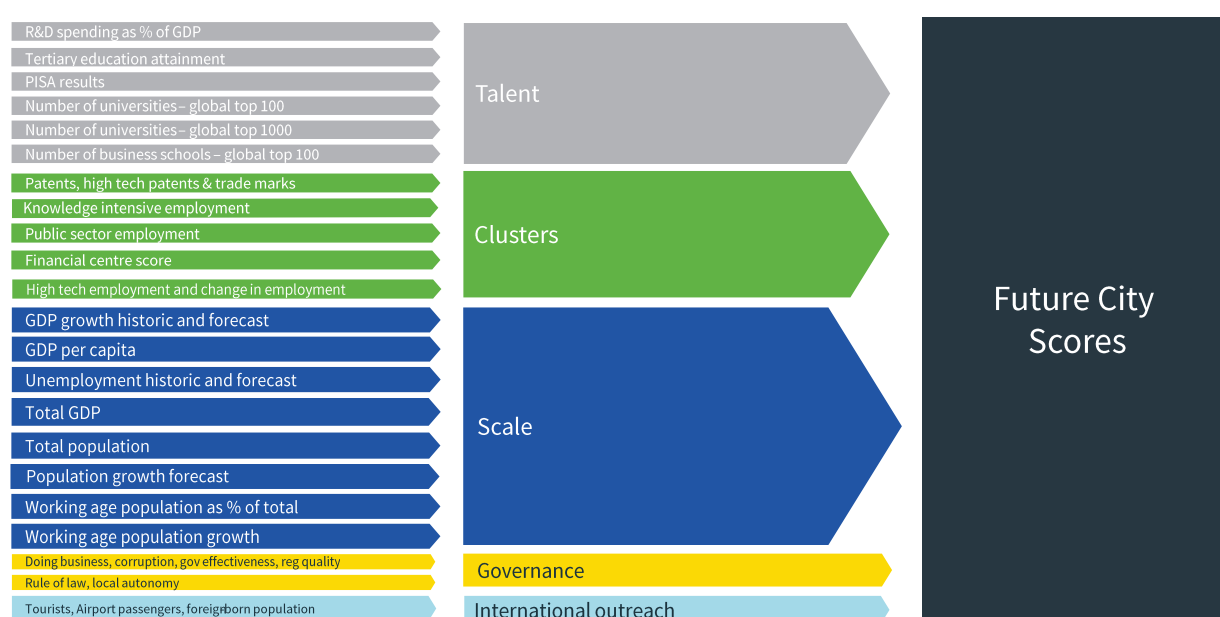 R&D spending as % of GDP
Tertiary education attainment
PISA results
Number of universities – global top 100
Number of universities – global top 1000
Number of business schools – global top 100
Patents, high tech patents & trade marks
Knowledge intensive employment
Public sector employment
Financial centre score
High tech employment and change in employment
GDP growth historic and forecast
GDP per capita
Unemployment historic and forecast
Total GDP
Total population
Population growth forecast
Working age population as % of total
Working age population growth
Doing business, corruption, gov effectiveness, reg quality
Rule of law, local autonomy
Tourists, Airport passengers, foreign-born population
Talent
Clusters
Scale
Governance
International outreach
Future City
Scores